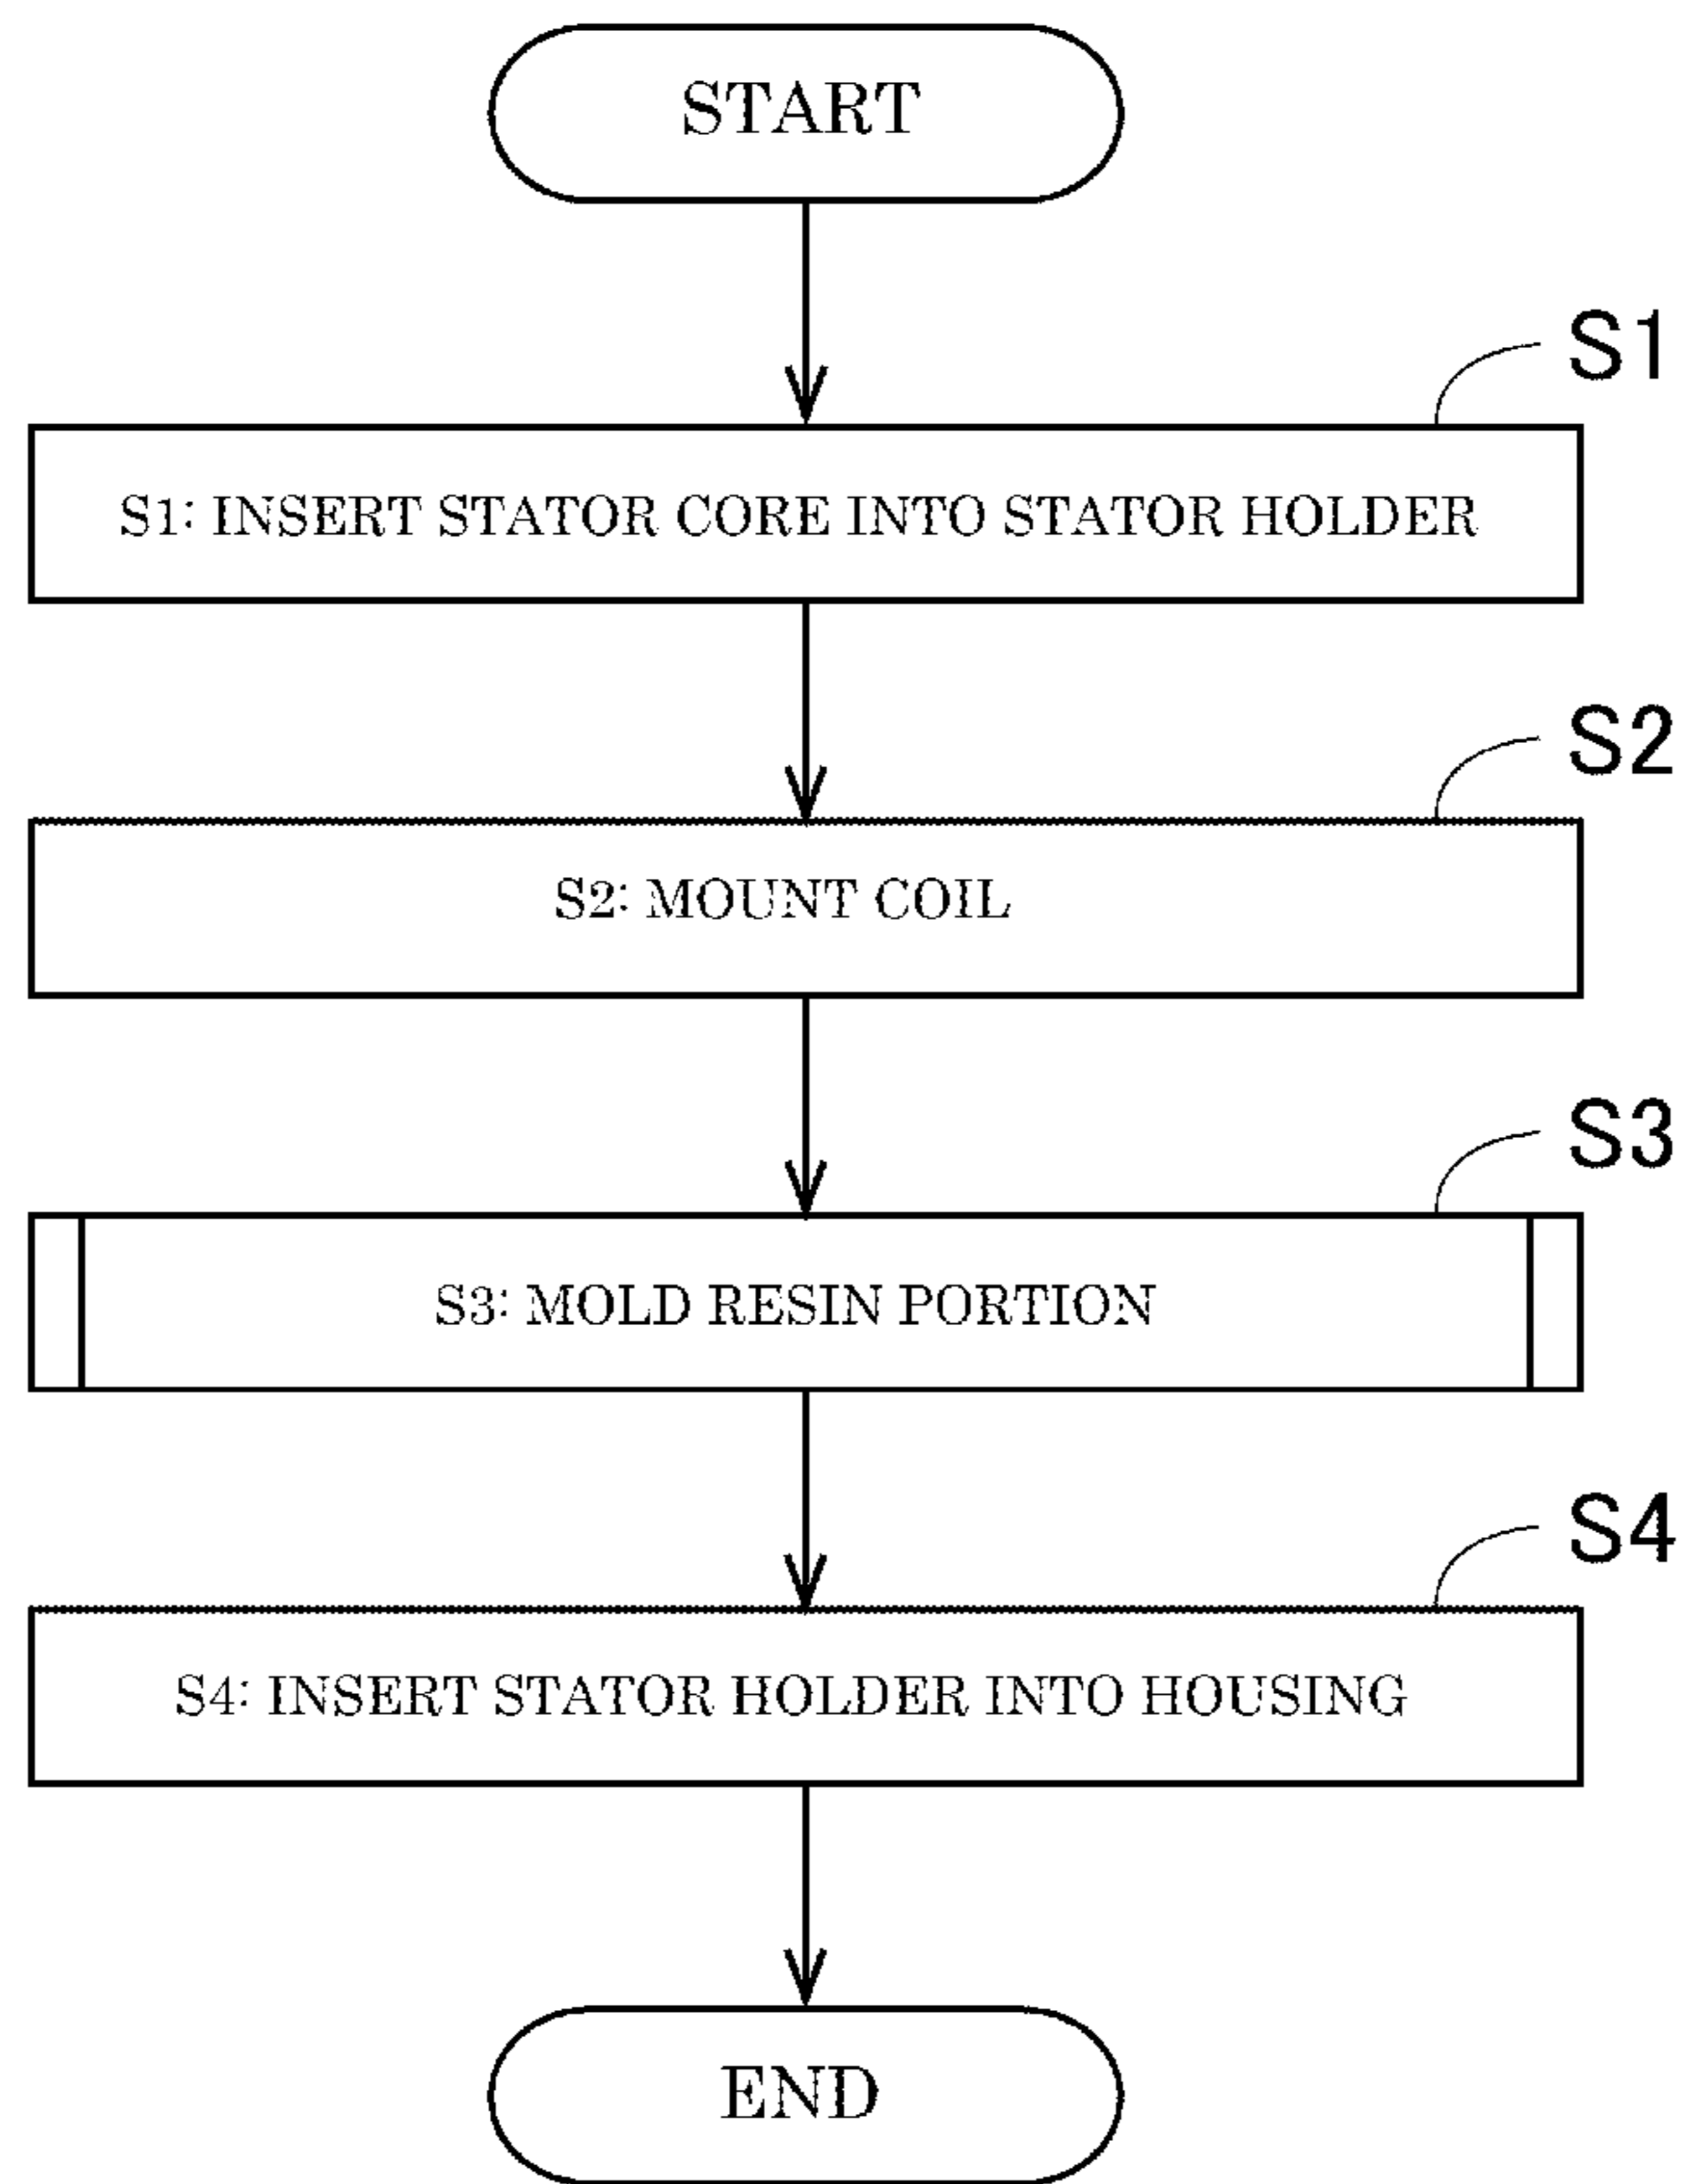 START
S1
S1: INSERT STATOR CORE INTO STATOR HOLDER
S2
S2: MOUNT COIL
S3
S3: MOLD RESIN PORTION
S4
S4: INSERT STATOR HOLDER INTO HOUSING
END